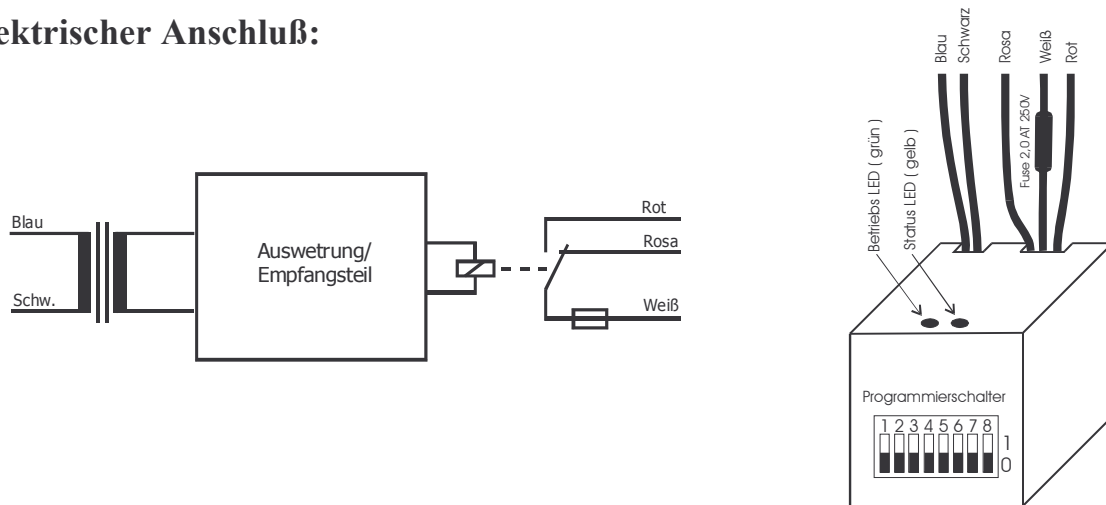 ektrischer Anschluß:
Blau
Schw.
Auswetrung/
Empfangsteil
Rot
Rosa
Weiß
Blau
Schwarz
Rosa
Weiß
Rot
Fuse 2,0 AT 250V
Betriebs LED ( grün )
Status LED ( gelb )
Programmierschalter
1 2 3 4 5 6 7 8
1
0